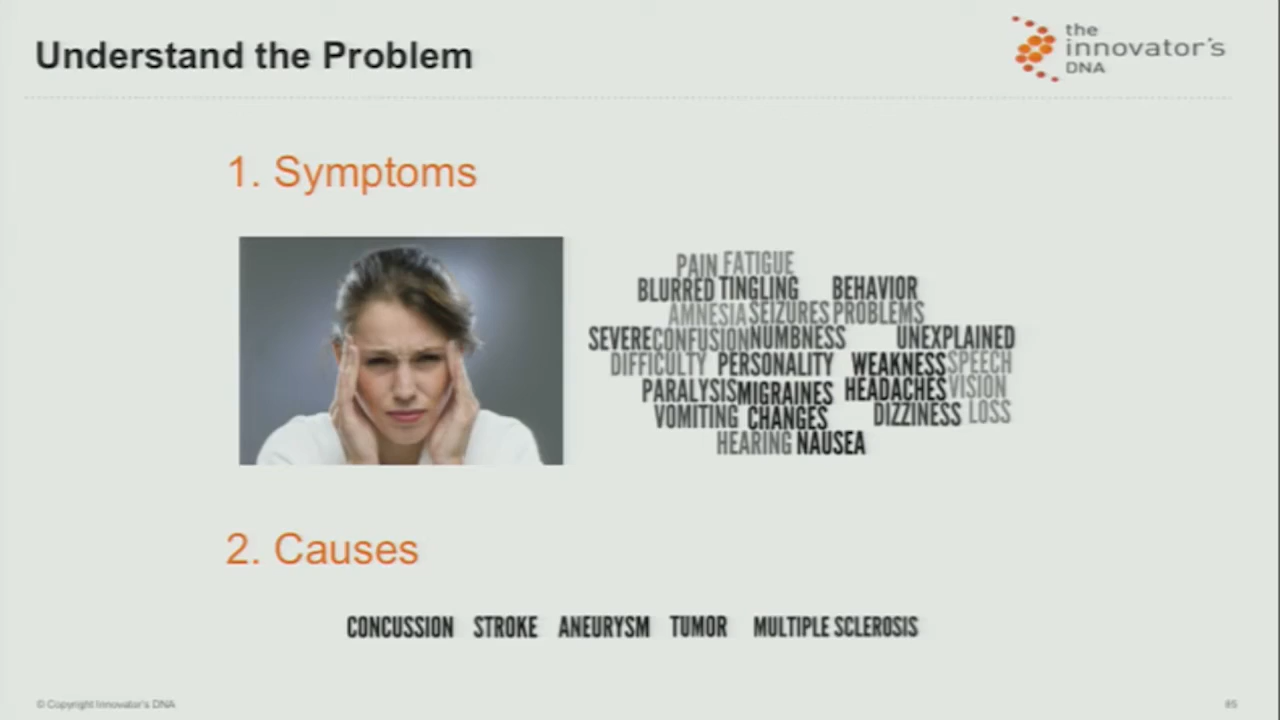 Understand the Problem
the
innovator's
DNA
1. Symptoms
PAIN FATIGUE
BLURRED TINGLING BEHAVIOR
AMNESIA SEIZURES PROBLEMS
SEVERE CONFUSION NUMBNESS UNEXPLAINED
DIFFICULTY PERSONALITY WEAKNESS SPEECH
PARALYSIS MIGRAINES HEADACHES VISION
VOMITING CHANGES DIZZINESS LOSS
HEARING NAUSEA
2. Causes
CONCUSSION STROKE ANEURYSM TUMOR MULTIPLE SCLEROSIS
© Copyright Innovator's DNA
85